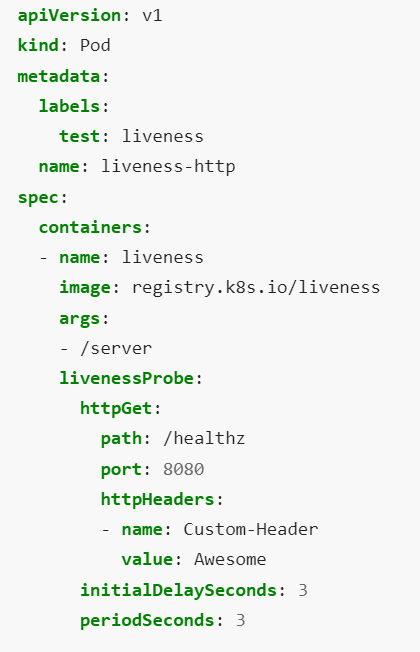 apiVersion: v1
kind: Pod
metadata:
  labels:
    test: liveness
  name: liveness-http
spec:
  containers:
  - name: liveness
    image: registry.k8s.io/liveness
    args:
    - /server
    livenessProbe:
      httpGet:
        path: /healthz
        port: 8080
        httpHeaders:
        - name: Custom-Header
          value: Awesome
      initialDelaySeconds: 3
      periodSeconds: 3